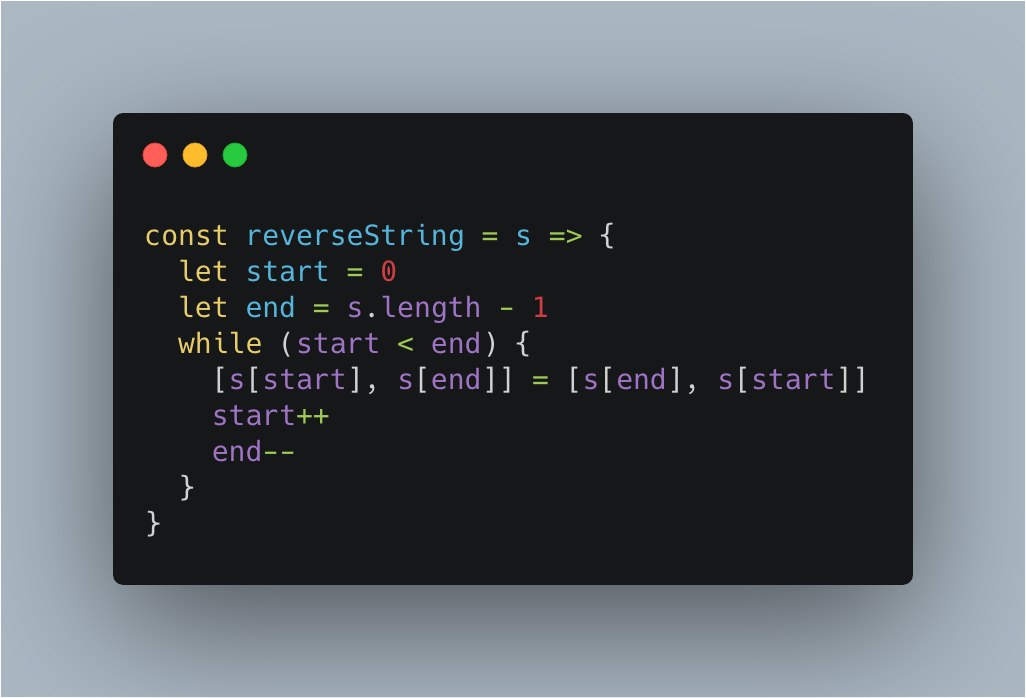 const reverseString = s => {
  let start = 0
  let end = s.length - 1
  while (start < end) {
    [s[start], s[end]] = [s[end], s[start]]
    start++
    end--
  }
}